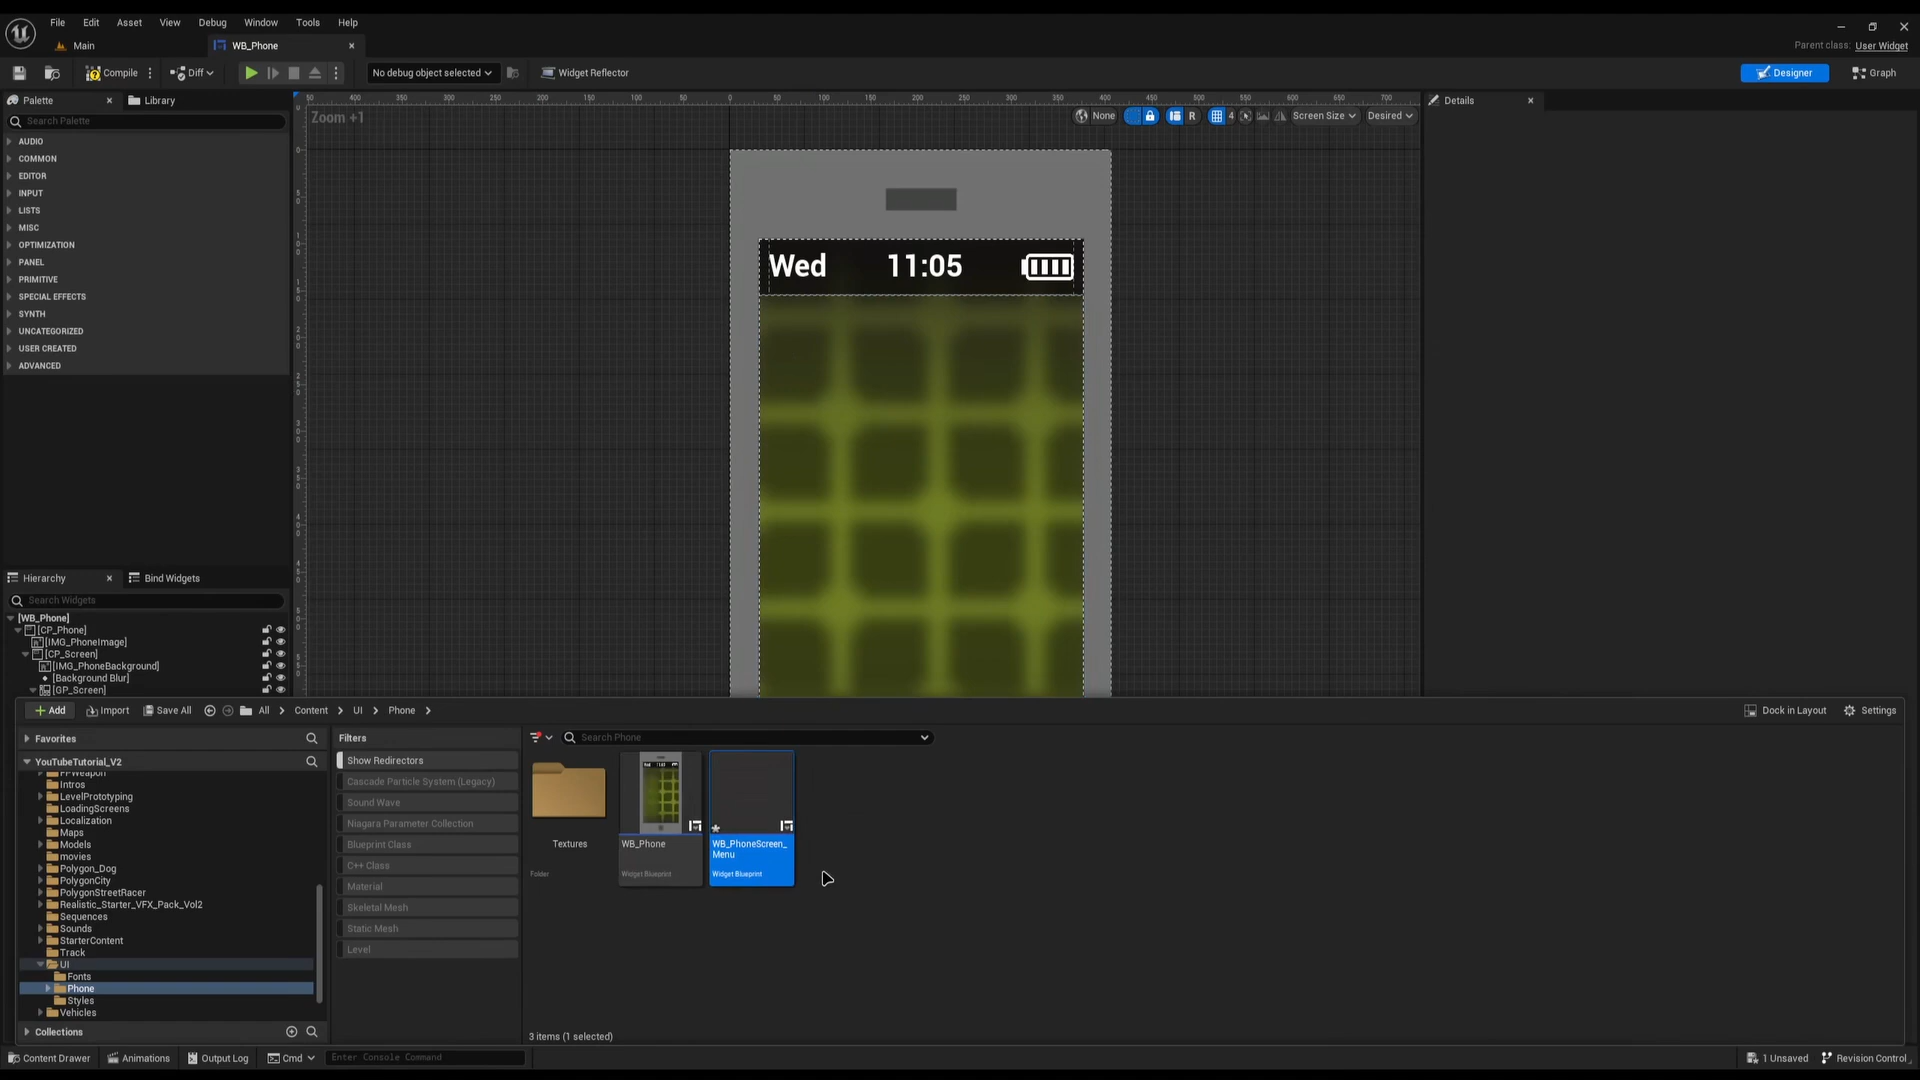 File Edit Asset View Debug Window Tools Help
Main WB_Phone
Parent class: User Widget
Compile Diff No debug object selected Widget Reflector Designer Graph
Palette Library Details
Search Palette
Zoom +1
None R 4 Screen Size Desired
AUDIO
COMMON
EDITOR
INPUT
LISTS
MISC
OPTIMIZATION
PANEL
PRIMITIVE
SPECIAL EFFECTS
SYNTH
UNCATEGORIZED
USER CREATED
ADVANCED
Wed 11:05
Hierarchy Bind Widgets
Search Widgets
[WB_Phone]
[CP_Phone]
[IMG_PhoneImage]
[CP_Screen]
[IMG_PhoneBackground]
[Background Blur]
[GP_Screen]
Add Import Save All All Content UI Phone Dock in Layout Settings
Favorites
YouTubeTutorial_V2
Intros
LevelPrototyping
LoadingScreens
Localization
Maps
Models
movies
Polygon_Dog
PolygonCity
PolygonStreetRacer
Realistic_Starter_VFX_Pack_Vol2
Sequences
Sounds
StarterContent
Track
UI
Fonts
Phone
Styles
Vehicles
Collections
Filters
Show Redirectors
Cascade Particle System (Legacy)
Sound Wave
Niagara Parameter Collection
Blueprint Class
C++ Class
Material
Skeletal Mesh
Static Mesh
Level
Search Phone
Textures
Folder
WB_Phone
Widget Blueprint
WB_PhoneScreen_
Menu
Widget Blueprint
3 items (1 selected)
Content Drawer Animations Output Log Cmd Enter Console Command 1 Unsaved Revision Control